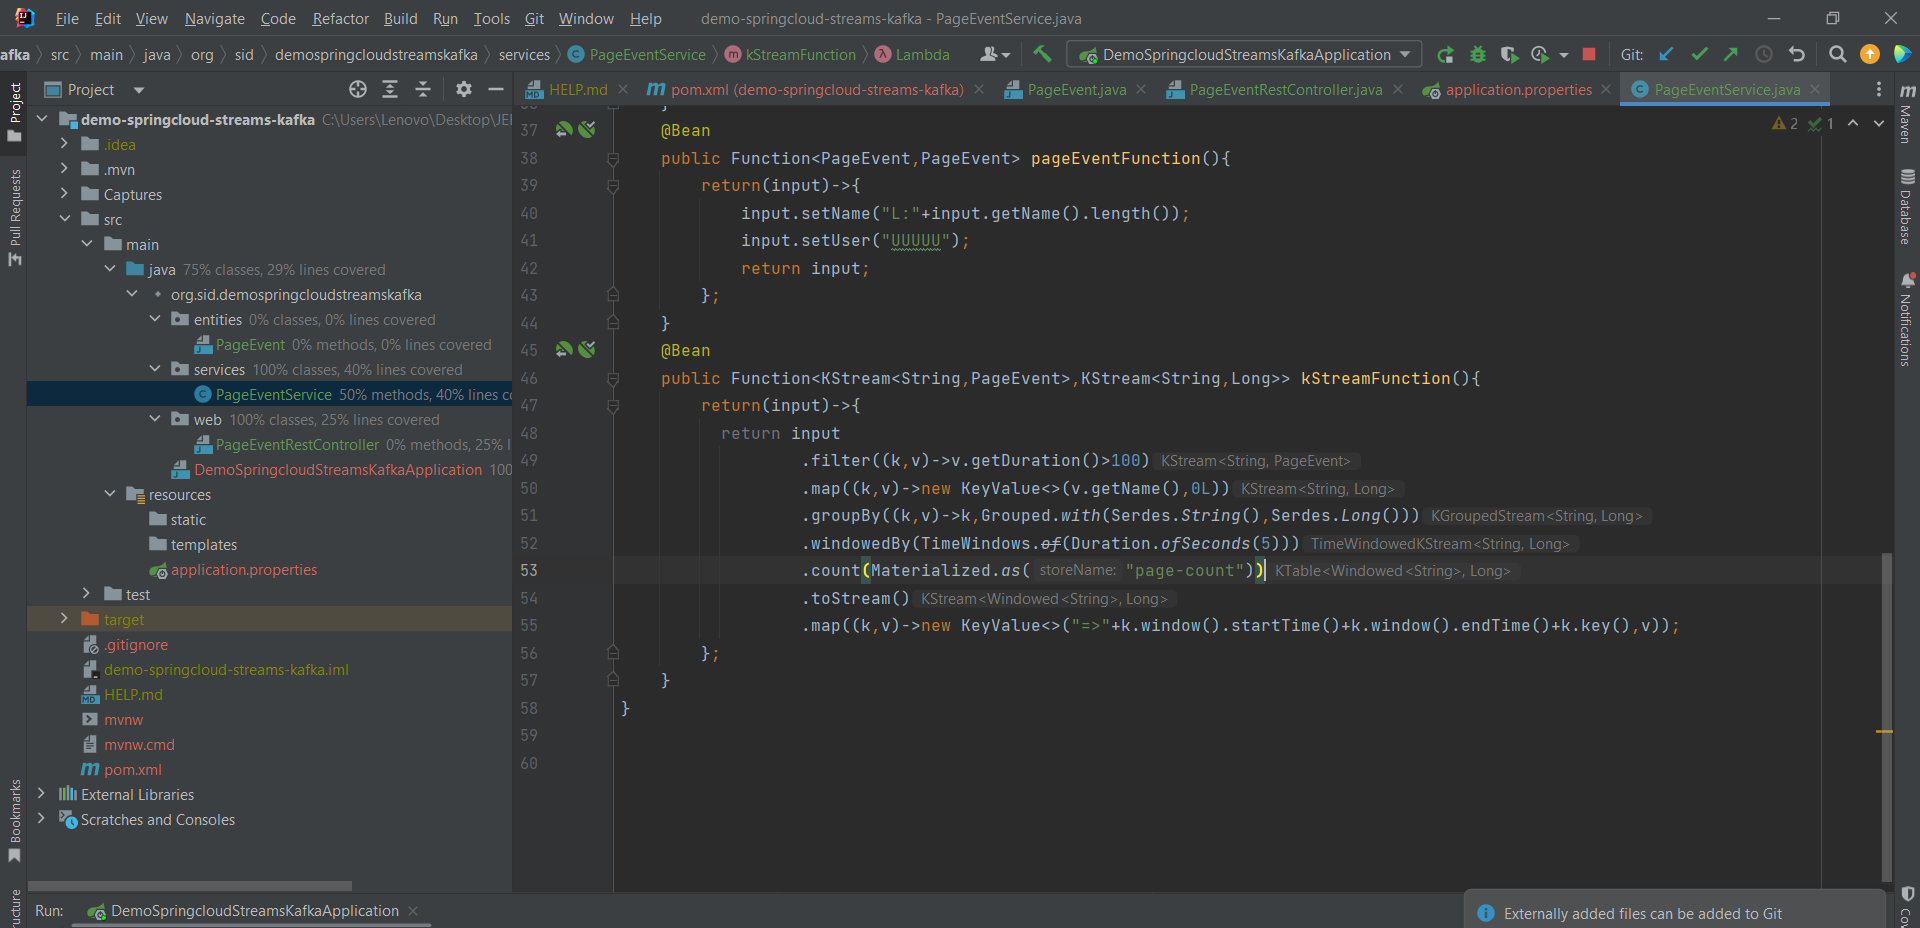 File Edit View Navigate Code Refactor Build Run Tools Git Window Help demo-springcloud-streams-kafka - PageEventService.java
afka src main java org sid demospringcloudstreamskafka services PageEventService kStreamFunction Lambda DemoSpringcloudStreamsKafkaApplication Git:
Project
HELP.md pom.xml (demo-springcloud-streams-kafka) PageEvent.java PageEventRestController.java application.properties PageEventService.java
Project
Pull Requests
Bookmarks
ucture
demo-springcloud-streams-kafka C:\Users\Lenovo\Desktop\JEI
.idea
.mvn
Captures
src
main
java 75% classes, 29% lines covered
org.sid.demospringcloudstreamskafka
entities 0% classes, 0% lines covered
PageEvent 0% methods, 0% lines covered
services 100% classes, 40% lines covered
PageEventService 50% methods, 40% lines co
web 100% classes, 25% lines covered
PageEventRestController 0% methods, 25% l
DemoSpringcloudStreamsKafkaApplication 100
resources
static
templates
application.properties
test
target
.gitignore
demo-springcloud-streams-kafka.iml
HELP.md
mvnw
mvnw.cmd
pom.xml
External Libraries
Scratches and Consoles
2 1
}
37 @Bean
38 public Function<PageEvent,PageEvent> pageEventFunction(){
39 return(input)->{
40 input.setName("L:"+input.getName().length());
41 input.setUser("UUUUU");
42 return input;
43 };
44 }
45 @Bean
46 public Function<KStream<String,PageEvent>,KStream<String,Long>> kStreamFunction(){
47 return(input)->{
48 return input
49 .filter((k,v)->v.getDuration()>100) KStream<String, PageEvent>
50 .map((k,v)->new KeyValue<>(v.getName(),0L)) KStream<String, Long>
51 .groupBy((k,v)->k,Grouped.with(Serdes.String(),Serdes.Long())) KGroupedStream<String, Long>
52 .windowedBy(TimeWindows.of(Duration.ofSeconds(5))) TimeWindowedKStream<String, Long>
53 .count(Materialized.as( storeName: "page-count")) KTable<Windowed<String>, Long>
54 .toStream() KStream<Windowed<String>, Long>
55 .map((k,v)->new KeyValue<>("=>"+k.window().startTime()+k.window().endTime()+k.key(),v));
56 };
57 }
58 }
59
60
Maven
Database
Notifications
Co
Run: DemoSpringcloudStreamsKafkaApplication
Externally added files can be added to Git